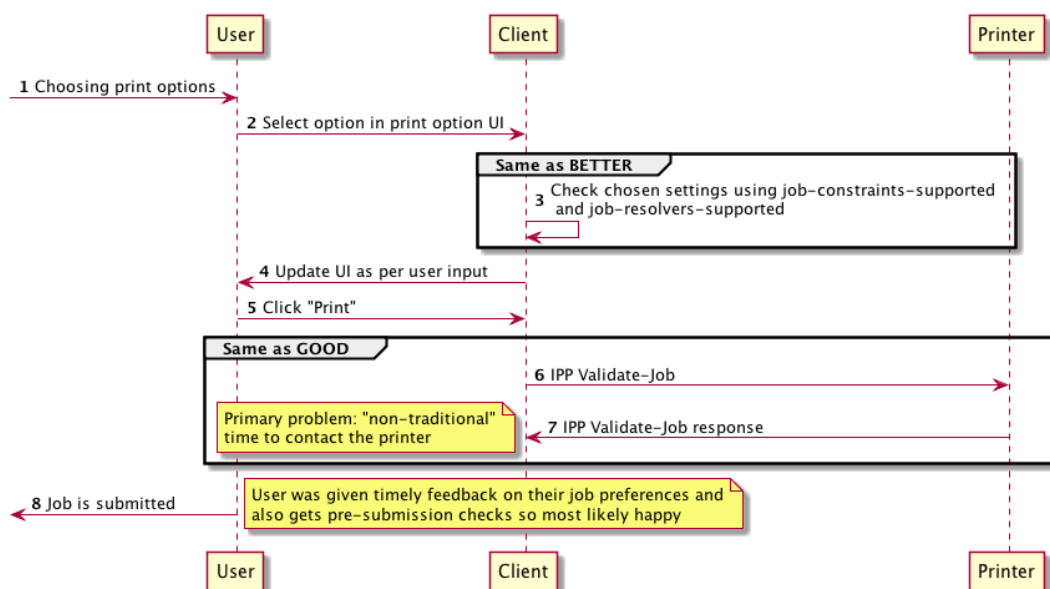 User
Client
Printer
1 Choosing print options
2 Select option in print option UI
Same as BETTER
3 Check chosen settings using job-constraints-supported
and job-resolvers-supported
4 Update UI as per user input
5 Click "Print"
Same as GOOD
6 IPP Validate-Job
Primary problem: "non-traditional"
time to contact the printer
7 IPP Validate-Job response
8 Job is submitted
User was given timely feedback on their job preferences and
also gets pre-submission checks so most likely happy
User
Client
Printer